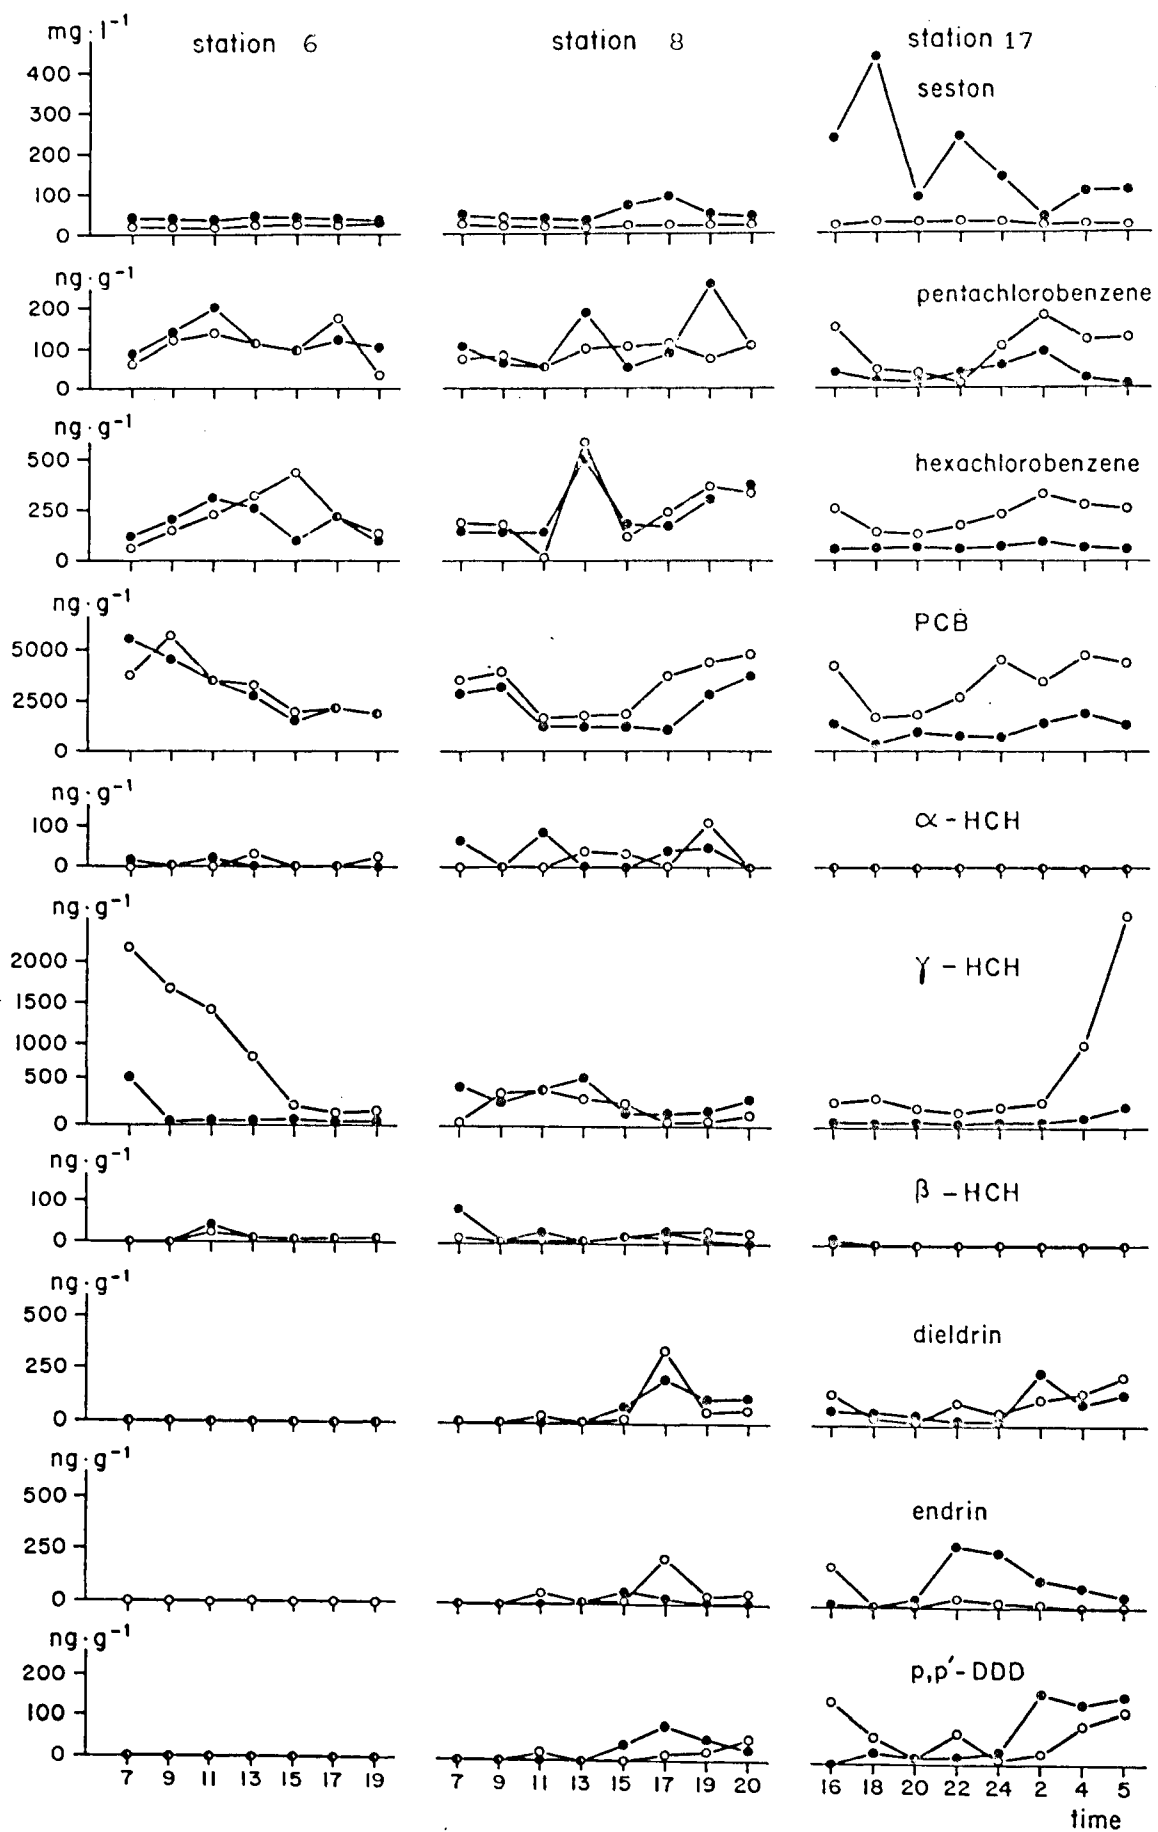 mg·l⁻¹
station 6
station 8
station 17
seston
400
300
200
100
0
ng·g⁻¹
pentachlorobenzene
200
100
0
ng·g⁻¹
hexachlorobenzene
500
250
0
ng·g⁻¹
PCB
5000
2500
0
ng·g⁻¹
α-HCH
100
0
ng·g⁻¹
γ-HCH
2000
1500
1000
500
0
ng·g⁻¹
β-HCH
100
0
ng·g⁻¹
dieldrin
500
250
0
ng·g⁻¹
endrin
500
250
0
ng·g⁻¹
p,p′-DDD
200
100
0
7 9 11 13 15 17 19
7 9 11 13 15 17 19 20
16 18 20 22 24 2 4 5
time